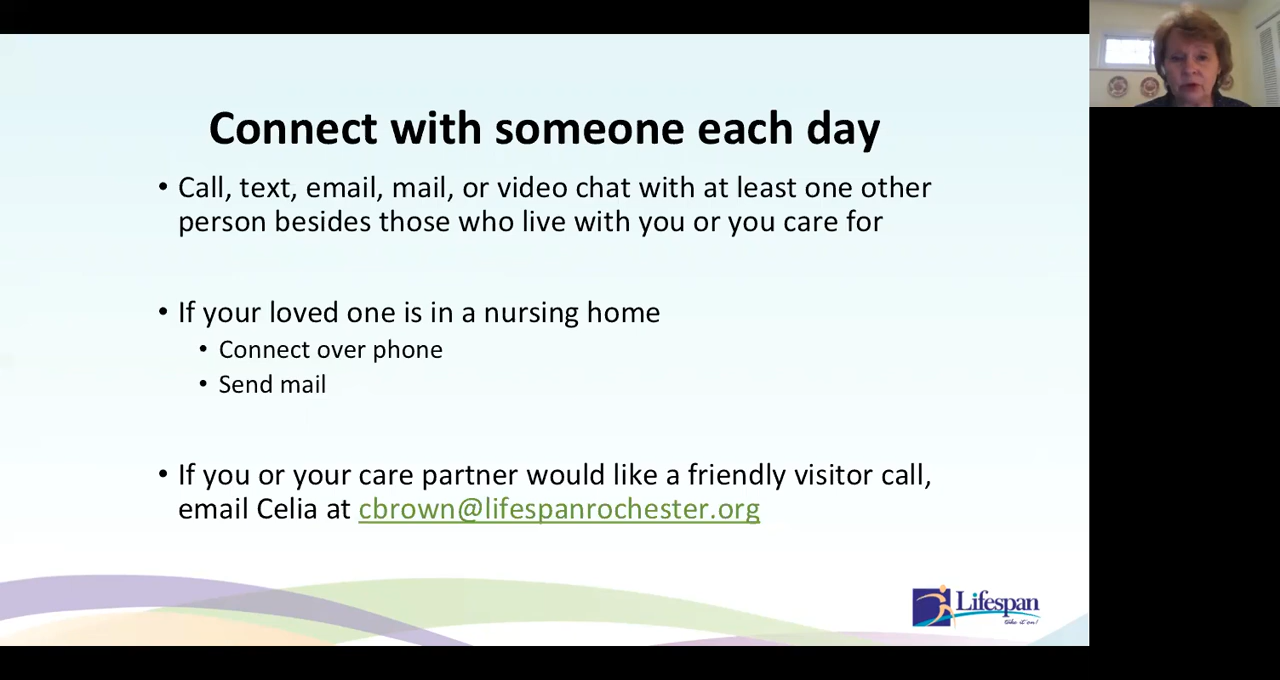 Connect with someone each day
• Call, text, email, mail, or video chat with at least one other
person besides those who live with you or you care for
• If your loved one is in a nursing home
• Connect over phone
• Send mail
• If you or your care partner would like a friendly visitor call,
email Celia at cbrown@lifespanrochester.org
Lifespan
take it on!